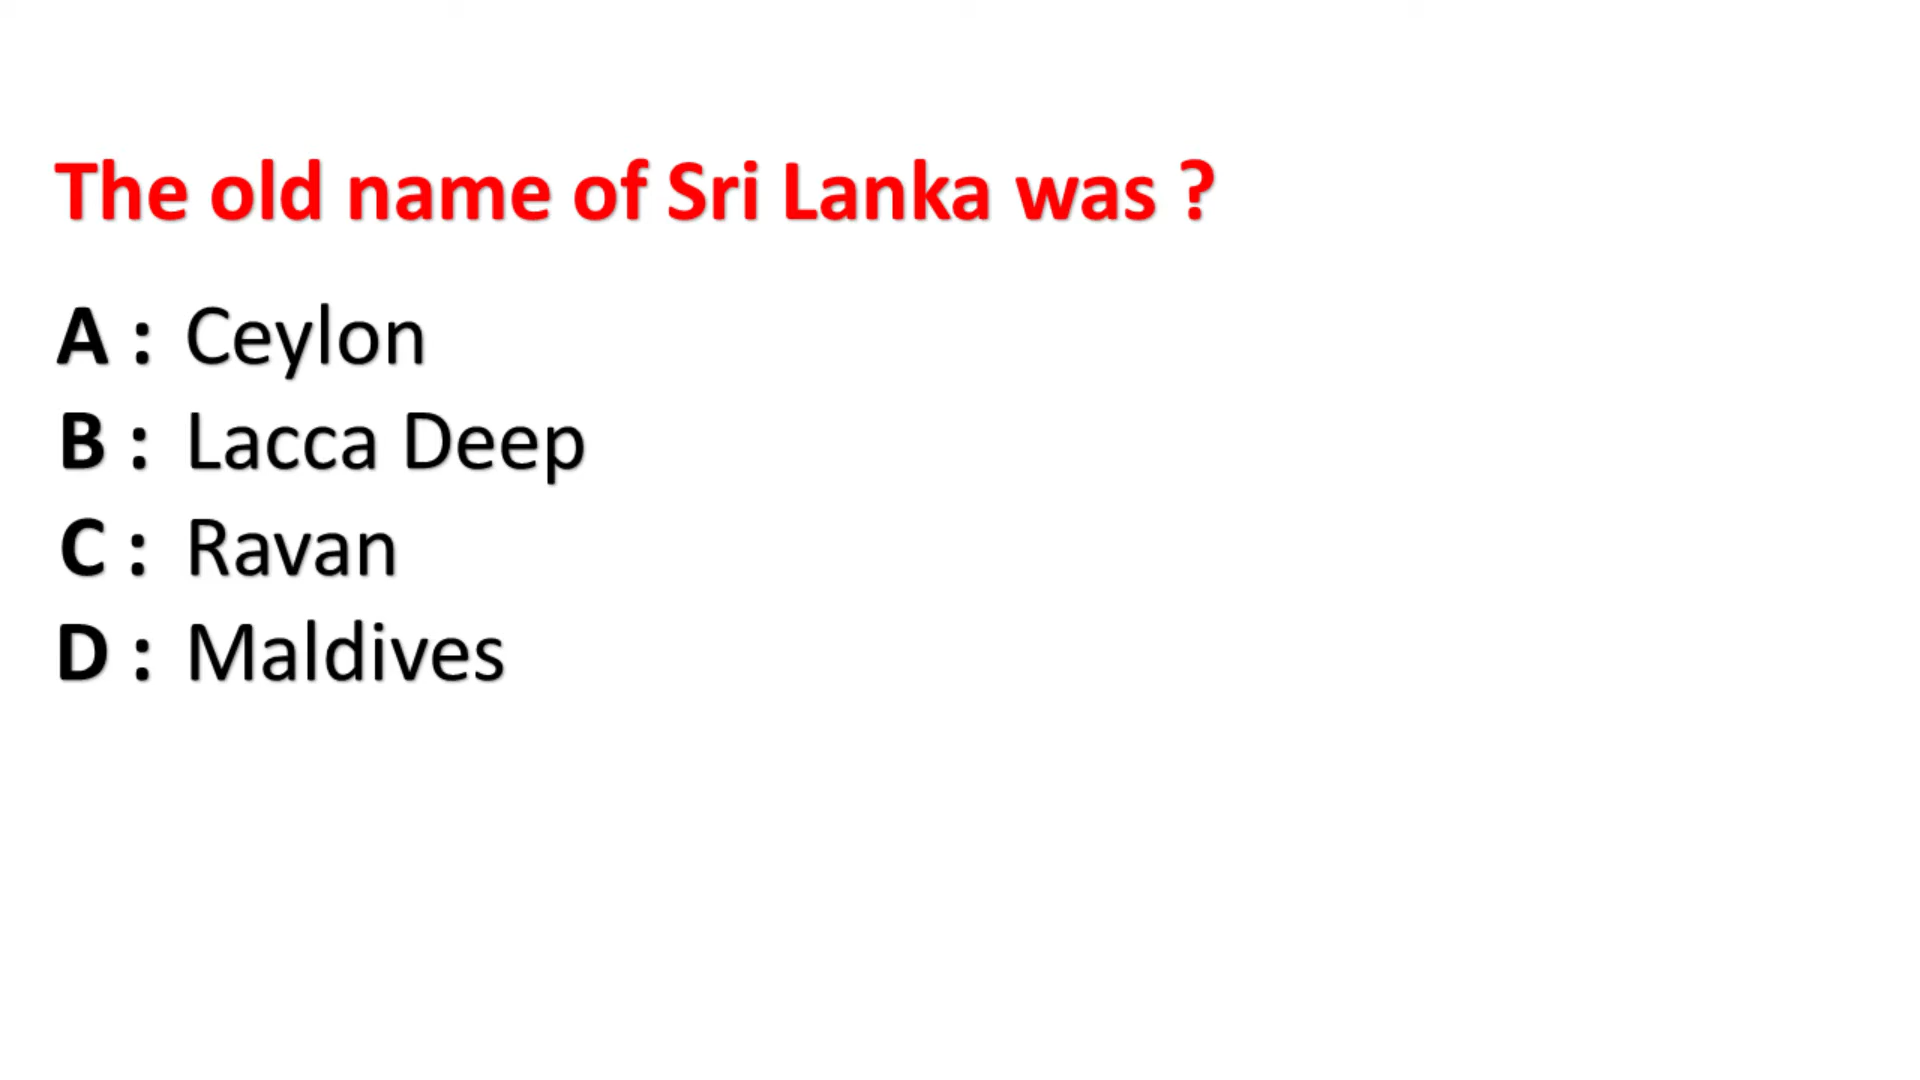 The old name of Sri Lanka was ?
A : Ceylon
B : Lacca Deep
C : Ravan
D : Maldives